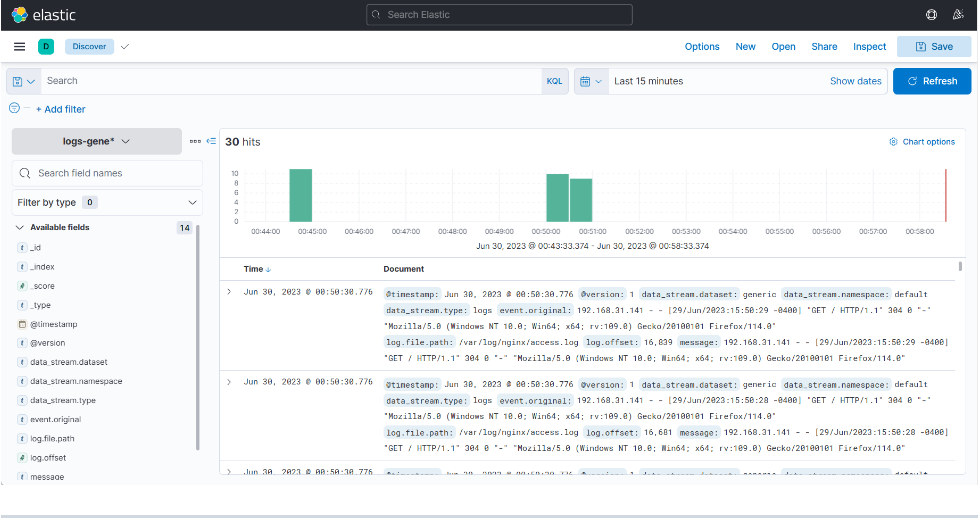 elastic
Search Elastic
D
Discover
Options New Open Share Inspect Save
Search
KQL
Last 15 minutes
Show dates
Refresh
+ Add filter
logs-gene*
Search field names
Filter by type 0
Available fields 14
t _id
t _index
# _score
t _type
@timestamp
t @version
t data_stream.dataset
t data_stream.namespace
t data_stream.type
t event.original
t log.file.path
# log.offset
t message
30 hits
Chart options
10
8
6
4
2
0
00:44:00 00:45:00 00:46:00 00:47:00 00:48:00 00:49:00 00:50:00 00:51:00 00:52:00 00:53:00 00:54:00 00:55:00 00:56:00 00:57:00 00:58:00
Jun 30, 2023 @ 00:43:33.374 - Jun 30, 2023 @ 00:58:33.374
Time Document
Jun 30, 2023 @ 00:50:30.776 @timestamp: Jun 30, 2023 @ 00:50:30.776 @version: 1 data_stream.dataset: generic data_stream.namespace: default
data_stream.type: logs event.original: 192.168.31.141 - - [29/Jun/2023:15:50:29 -0400] "GET / HTTP/1.1" 304 0 "-"
"Mozilla/5.0 (Windows NT 10.0; Win64; x64; rv:109.0) Gecko/20100101 Firefox/114.0"
log.file.path: /var/log/nginx/access.log log.offset: 16,839 message: 192.168.31.141 - - [29/Jun/2023:15:50:29 -0400]
"GET / HTTP/1.1" 304 0 "-" "Mozilla/5.0 (Windows NT 10.0; Win64; x64; rv:109.0) Gecko/20100101 Firefox/114.0"
Jun 30, 2023 @ 00:50:30.776 @timestamp: Jun 30, 2023 @ 00:50:30.776 @version: 1 data_stream.dataset: generic data_stream.namespace: default
data_stream.type: logs event.original: 192.168.31.141 - - [29/Jun/2023:15:50:28 -0400] "GET / HTTP/1.1" 304 0 "-"
"Mozilla/5.0 (Windows NT 10.0; Win64; x64; rv:109.0) Gecko/20100101 Firefox/114.0"
log.file.path: /var/log/nginx/access.log log.offset: 16,681 message: 192.168.31.141 - - [29/Jun/2023:15:50:28 -0400]
"GET / HTTP/1.1" 304 0 "-" "Mozilla/5.0 (Windows NT 10.0; Win64; x64; rv:109.0) Gecko/20100101 Firefox/114.0"
Jun 30, 2023 @ 00:50:30.776